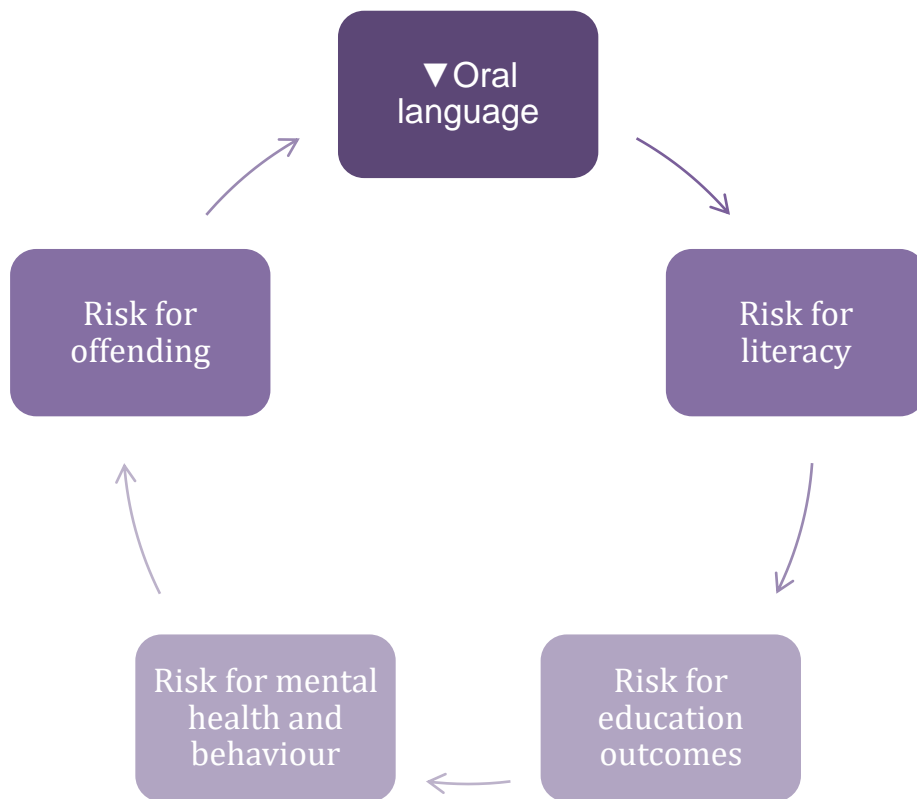 ▼Oral
language
Risk for
literacy
Risk for
education
outcomes
Risk for mental
health and
behaviour
Risk for
offending